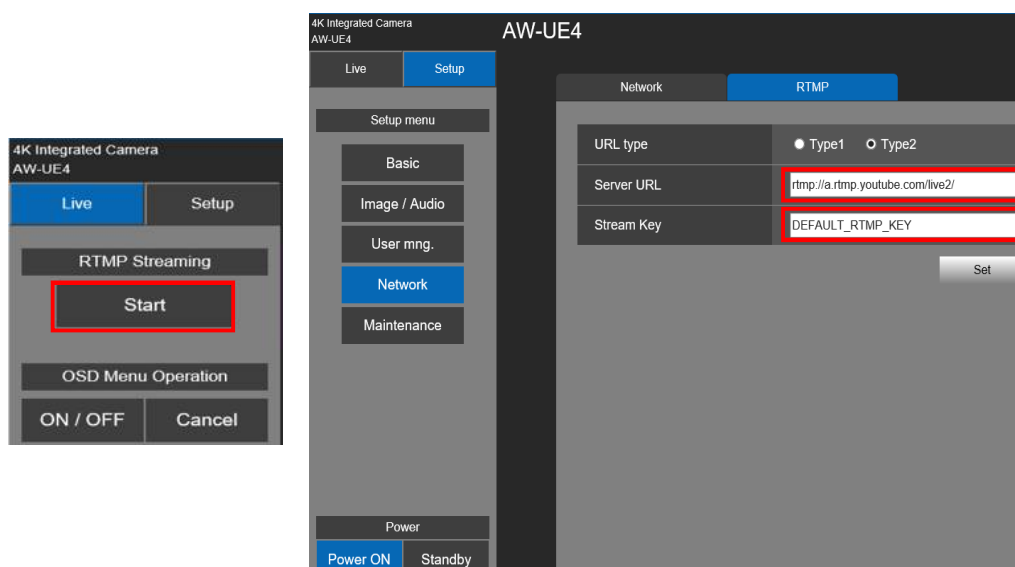 4K Integrated Camera
AW-UE4
Live Setup
RTMP Streaming
Start
OSD Menu Operation
ON / OFF Cancel
4K Integrated Camera
AW-UE4
AW-UE4
Live Setup
Setup menu
Basic
Image / Audio
User mng.
Network
Maintenance
Power
Power ON Standby
Network RTMP
URL type Type1 Type2
Server URL rtmp://a.rtmp.youtube.com/live2/
Stream Key DEFAULT_RTMP_KEY
Set